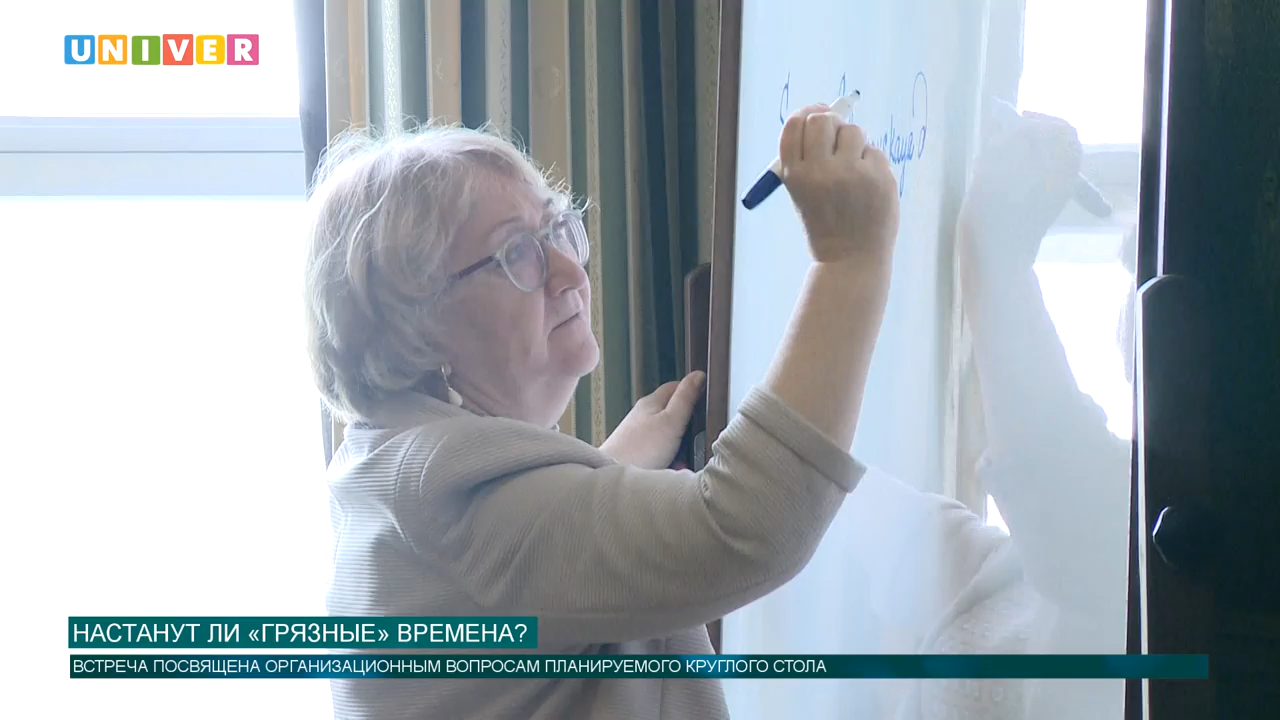 UNIVER
НАСТАНУТ ЛИ «ГРЯЗНЫЕ» ВРЕМЕНА?
ВСТРЕЧА ПОСВЯЩЕНА ОРГАНИЗАЦИОННЫМ ВОПРОСАМ ПЛАНИРУЕМОГО КРУГЛОГО СТОЛА